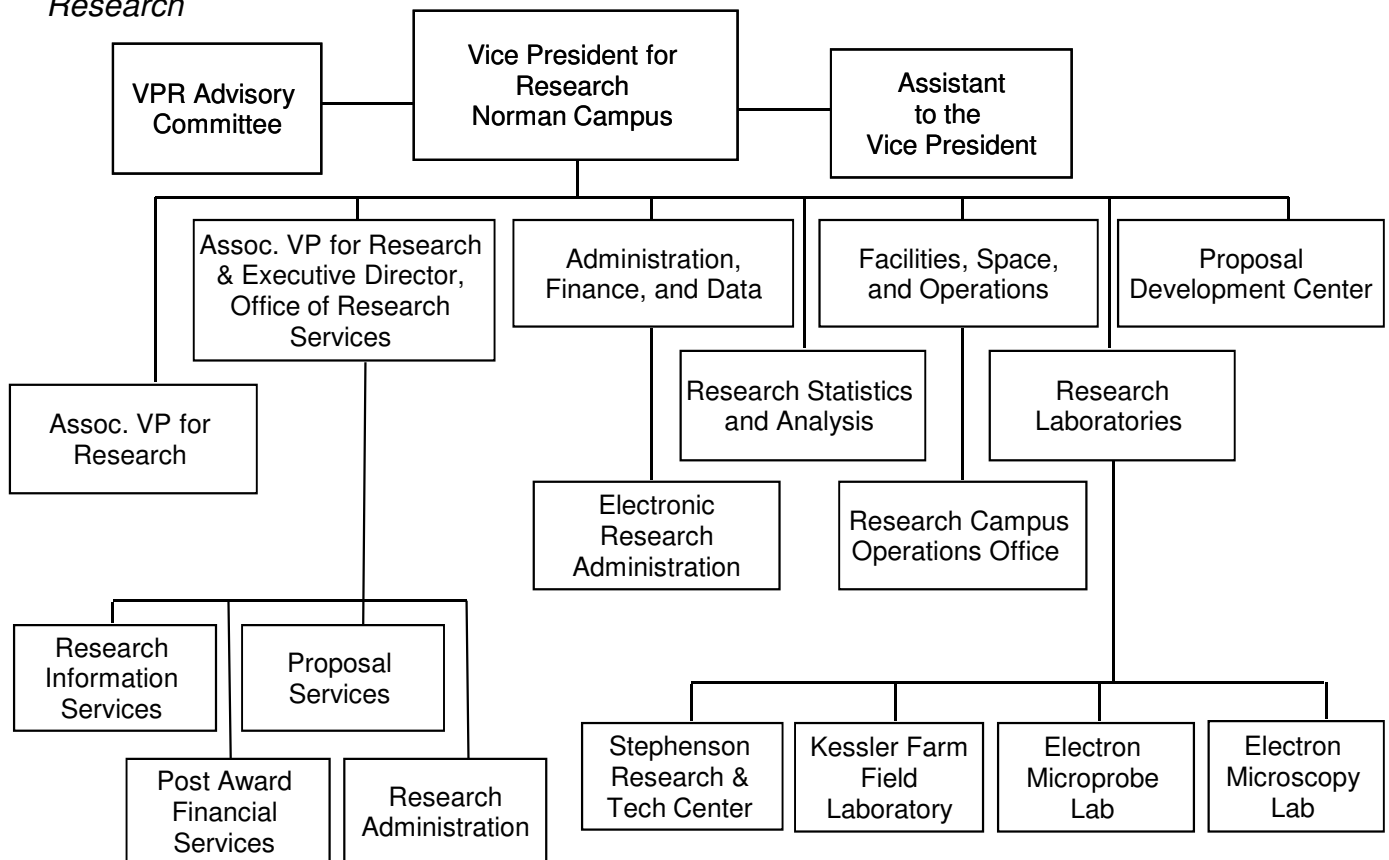 Research
Vice President for
Research
Norman Campus
VPR Advisory
Committee
Assistant
to the
Vice President
Assoc. VP for Research
& Executive Director,
Office of Research
Services
Administration,
Finance, and Data
Facilities, Space,
and Operations
Proposal
Development Center
Research Statistics
and Analysis
Research
Laboratories
Assoc. VP for
Research
Electronic
Research
Administration
Research Campus
Operations Office
Research
Information
Services
Proposal
Services
Post Award
Financial
Services
Research
Administration
Stephenson
Research &
Tech Center
Kessler Farm
Field
Laboratory
Electron
Microprobe
Lab
Electron
Microscopy
Lab